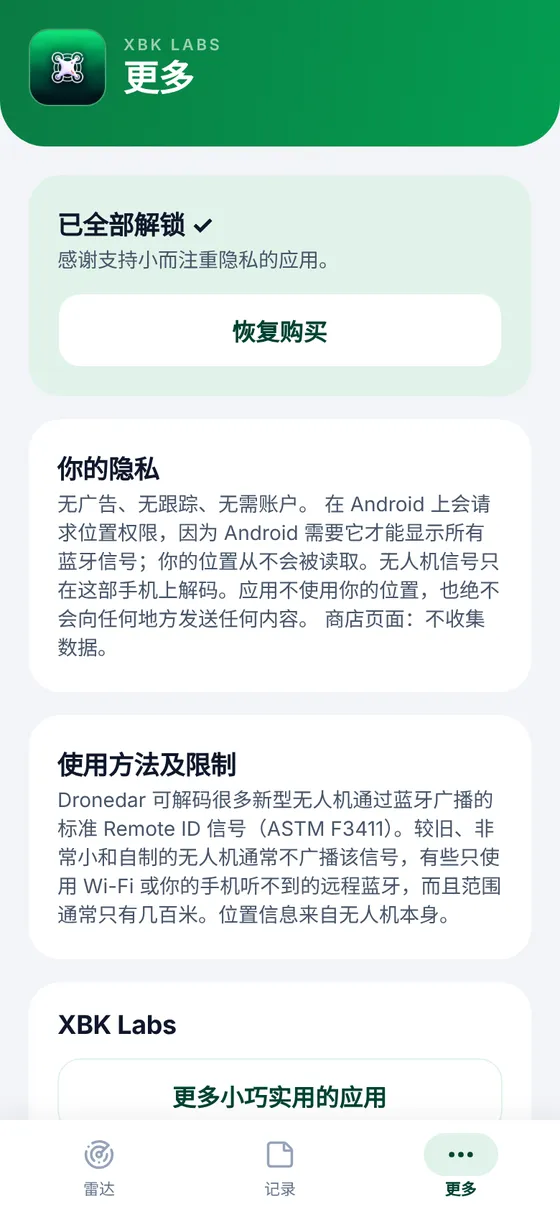 XBK LABS
更多
已全部解锁 ✓
感谢支持小而注重隐私的应用。
恢复购买
你的隐私
无广告、无跟踪、无需账户。 在 Android 上会请
求位置权限，因为 Android 需要它才能显示所有
蓝牙信号；你的位置从不会被读取。无人机信号只
在这部手机上解码。应用不使用你的位置，也绝不
会向任何地方发送任何内容。 商店页面：不收集
数据。
使用方法及限制
Dronedar 可解码很多新型无人机通过蓝牙广播的
标准 Remote ID 信号（ASTM F3411）。较旧、非
常小和自制的无人机通常不广播该信号，有些只使
用 Wi-Fi 或你的手机听不到的远程蓝牙，而且范围
通常只有几百米。位置信息来自无人机本身。
XBK Labs
更多小巧实用的应用
雷达
记录
更多